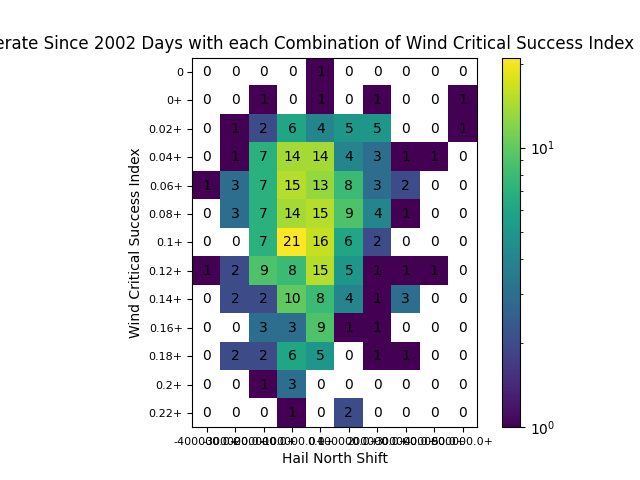 erate Since 2002 Days with each Combination of Wind Critical Success Index
0 0 0 0 0 1 0 0 0 0 0
0+ 0 0 1 0 1 0 1 0 0 1
0.02+ 0 1 2 6 4 5 5 0 0 1
0.04+ 0 1 7 14 14 4 3 1 1 0
0.06+ 1 3 7 15 13 8 3 2 0 0
0.08+ 0 3 7 14 15 9 4 1 0 0
0.1+ 0 0 7 21 16 6 2 0 0 0
0.12+ 1 2 9 8 15 5 1 1 1 0
0.14+ 0 2 2 10 8 4 1 3 0 0
0.16+ 0 0 3 3 9 1 1 0 0 0
0.18+ 0 2 2 6 5 0 1 1 0 0
0.2+ 0 0 1 3 0 0 0 0 0 0
0.22+ 0 0 0 1 0 2 0 0 0 0
Wind Critical Success Index
Hail North Shift
10¹
10⁰